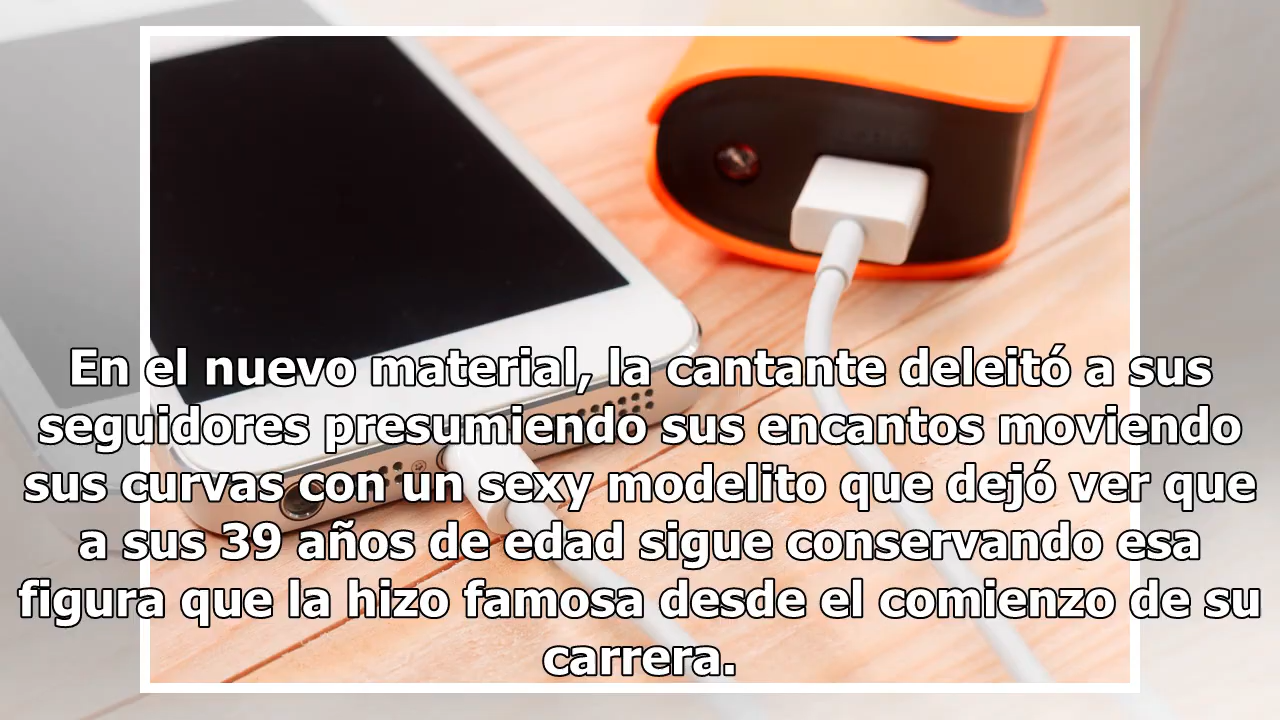 En el nuevo material, la cantante deleitó a sus
seguidores presumiendo sus encantos moviendo
sus curvas con un sexy modelito que dejó ver que
a sus 39 años de edad sigue conservando esa
figura que la hizo famosa desde el comienzo de su
carrera.